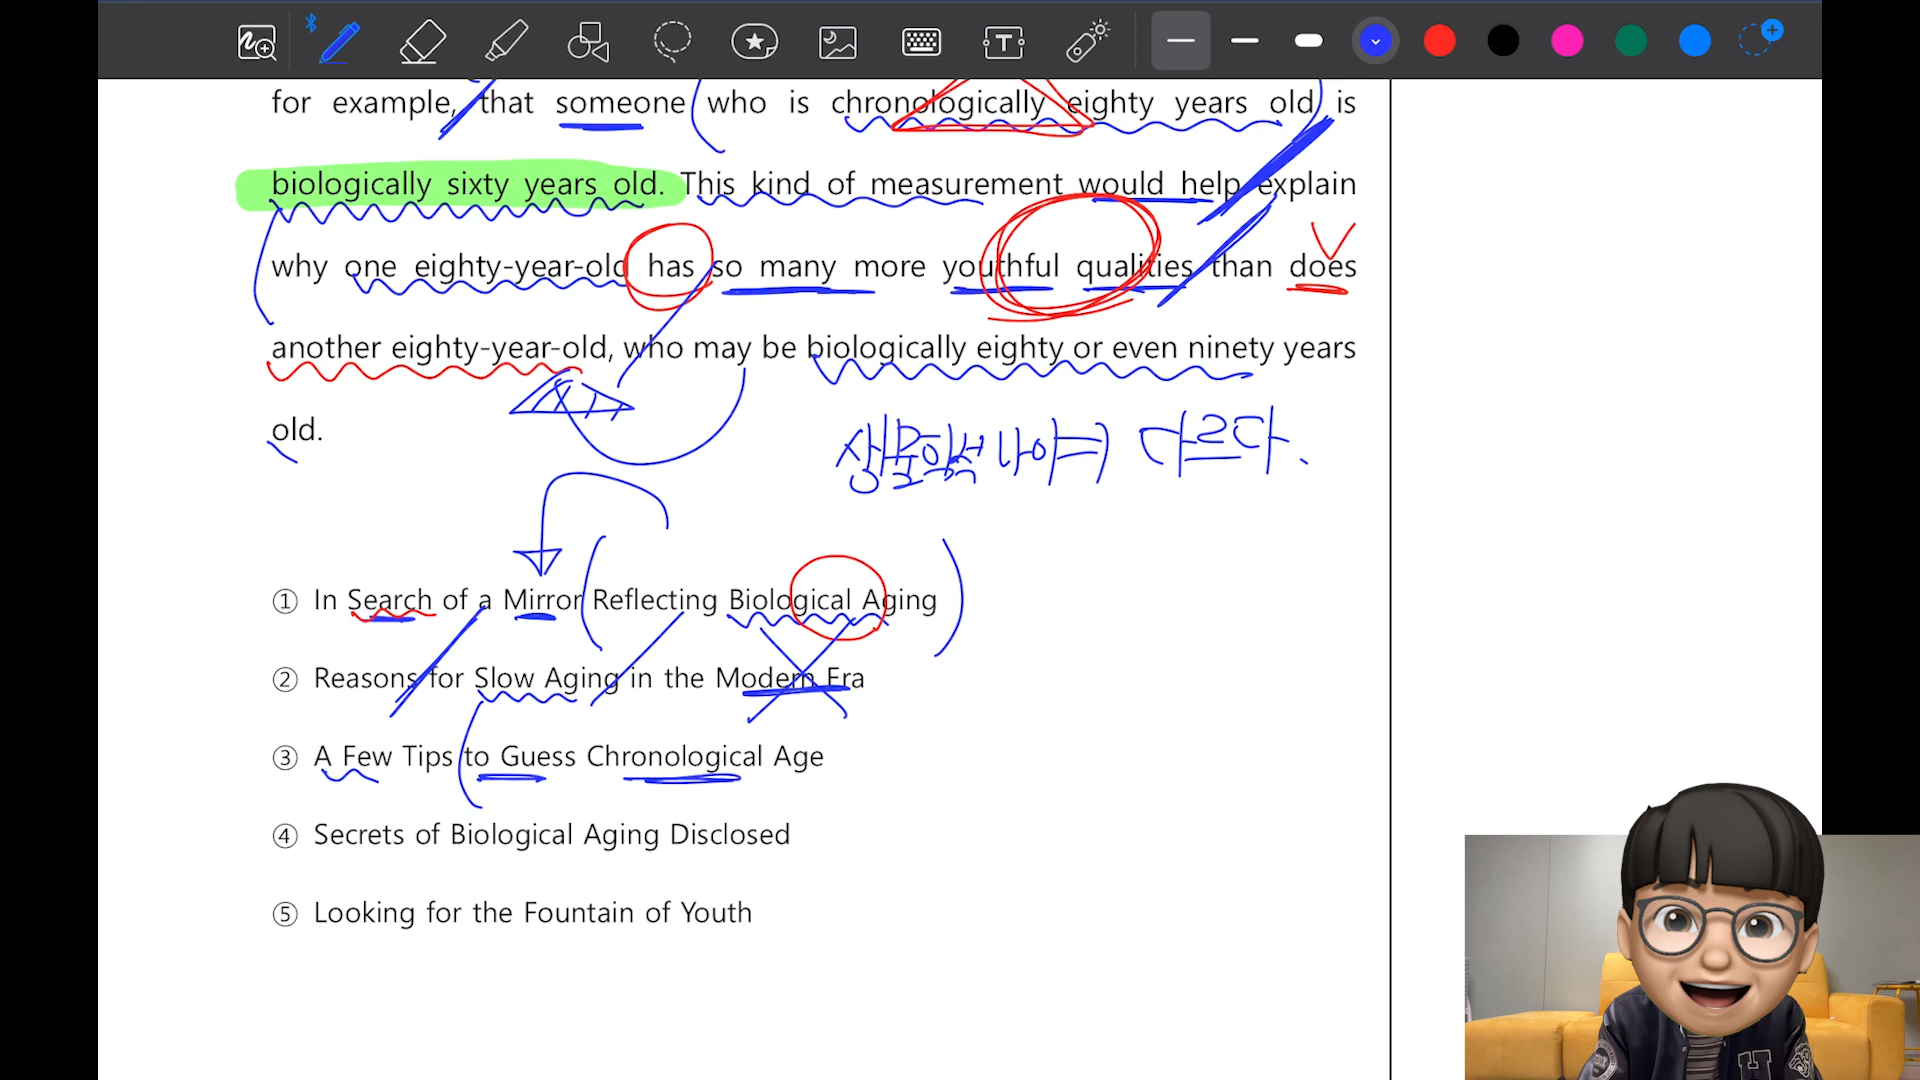 for example, that someone who is chronologically eighty years old is
biologically sixty years old. This kind of measurement would help explain
why one eighty-year-old has so many more youthful qualities than does
another eighty-year-old, who may be biologically eighty or even ninety years
old.
생물학적 나이 다르다.
① In Search of a Mirror Reflecting Biological Aging
② Reasons for Slow Aging in the Modern Era
③ A Few Tips to Guess Chronological Age
④ Secrets of Biological Aging Disclosed
⑤ Looking for the Fountain of Youth